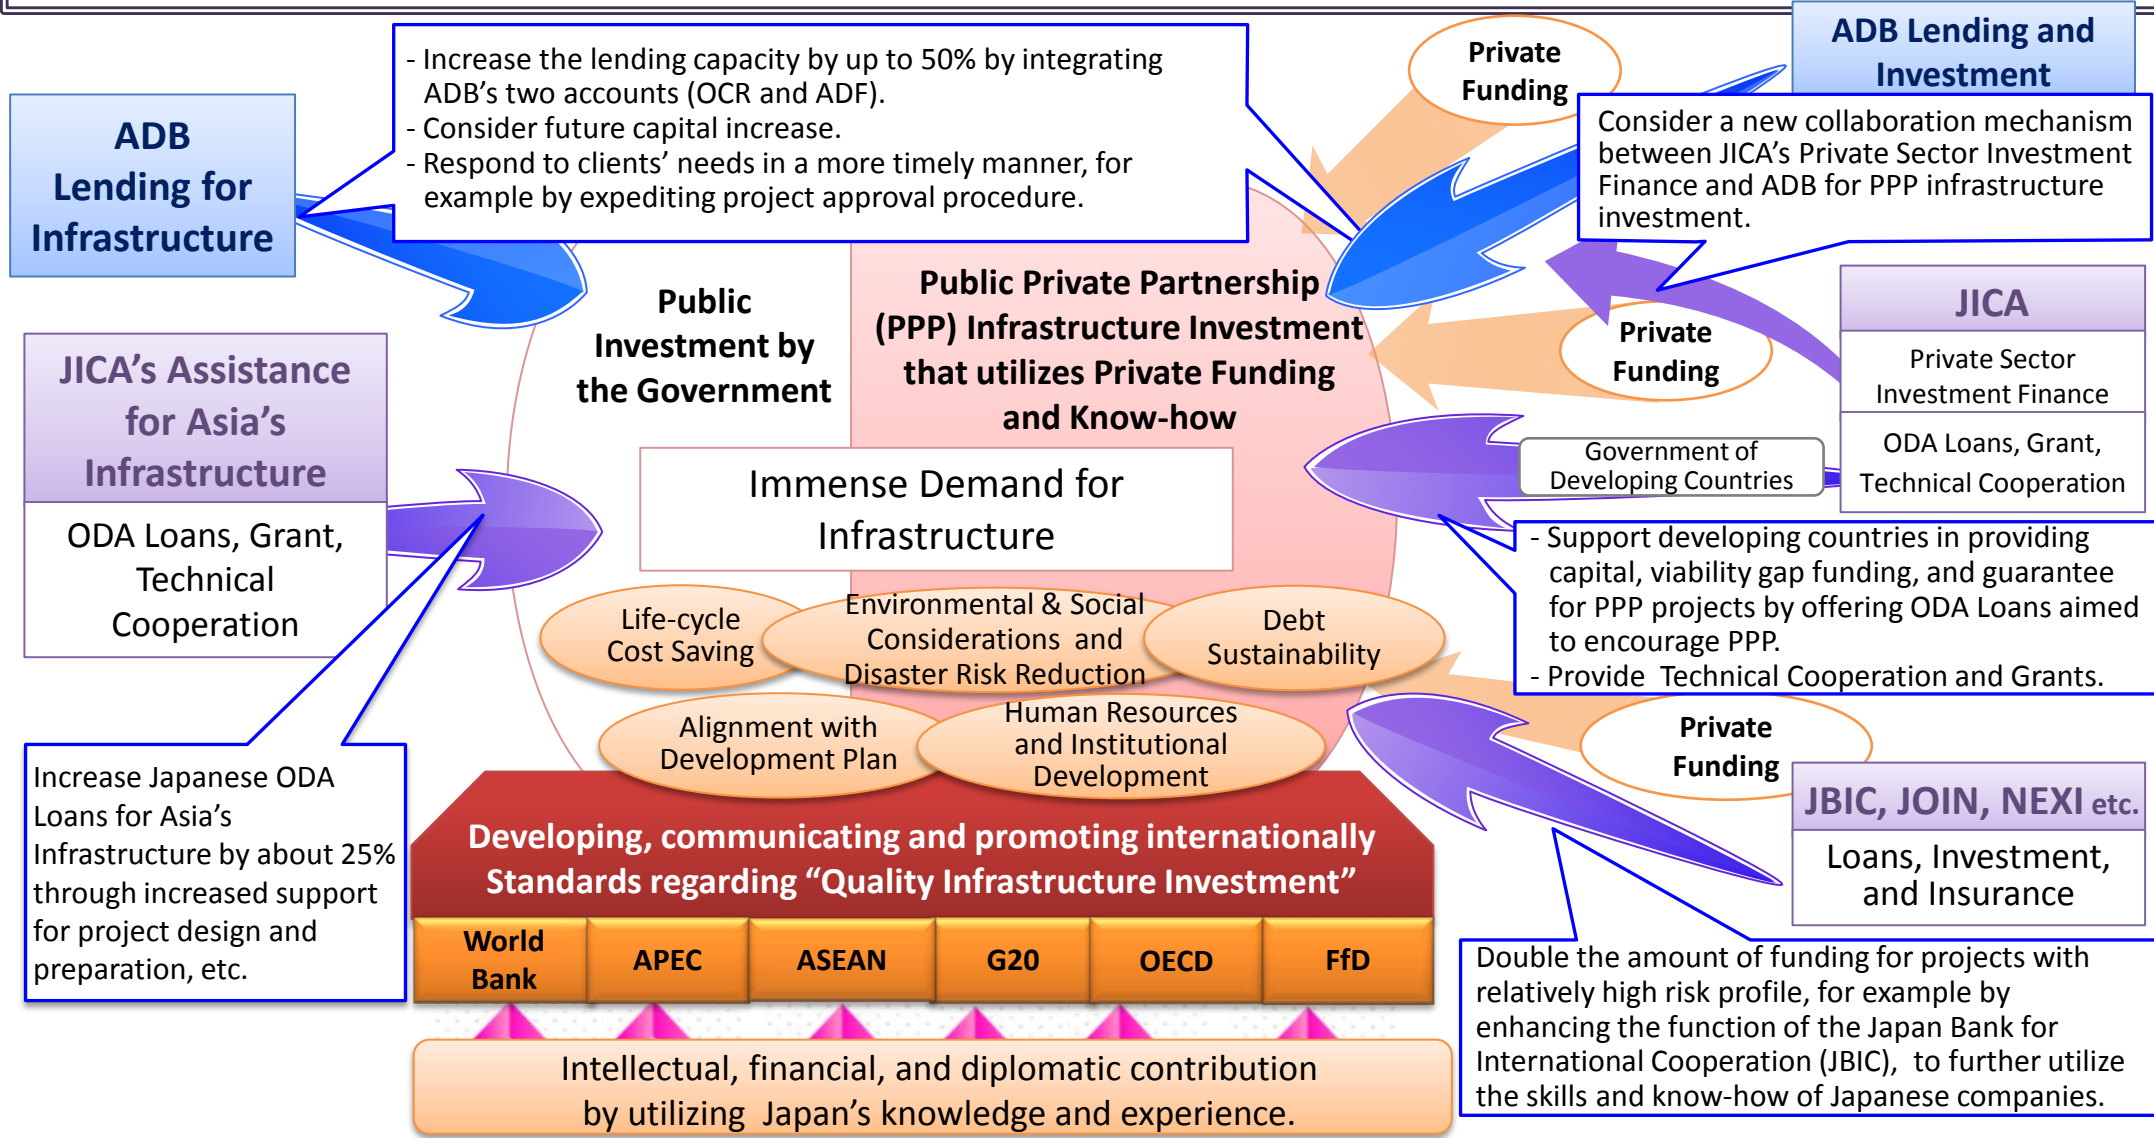 - Increase the lending capacity by up to 50% by integrating
ADB's two accounts (OCR and ADF).
- Consider future capital increase.
- Respond to clients' needs in a more timely manner, for
example by expediting project approval procedure.
Private
Funding
ADB Lending and
Investment
Consider a new collaboration mechanism
between JICA's Private Sector Investment
Finance and ADB for PPP infrastructure
investment.
ADB
Lending for
Infrastructure
Public
Investment by
the Government
Public Private Partnership
(PPP) Infrastructure Investment
that utilizes Private Funding
and Know-how
Private
Funding
JICA
Private Sector
Investment Finance
ODA Loans, Grant,
Technical Cooperation
Government of
Developing Countries
JICA's Assistance
for Asia's
Infrastructure
ODA Loans, Grant,
Technical
Cooperation
Immense Demand for
Infrastructure
- Support developing countries in providing
capital, viability gap funding, and guarantee
for PPP projects by offering ODA Loans aimed
to encourage PPP.
- Provide Technical Cooperation and Grants.
Life-cycle
Cost Saving
Environmental & Social
Considerations and
Disaster Risk Reduction
Debt
Sustainability
Alignment with
Development Plan
Human Resources
and Institutional
Development
Private
Funding
Increase Japanese ODA
Loans for Asia's
Infrastructure by about 25%
through increased support
for project design and
preparation, etc.
JBIC, JOIN, NEXI etc.
Loans, Investment,
and Insurance
Developing, communicating and promoting internationally
Standards regarding “Quality Infrastructure Investment”
World
Bank
APEC
ASEAN
G20
OECD
FfD
Double the amount of funding for projects with
relatively high risk profile, for example by
enhancing the function of the Japan Bank for
International Cooperation (JBIC), to further utilize
the skills and know-how of Japanese companies.
Intellectual, financial, and diplomatic contribution
by utilizing Japan's knowledge and experience.